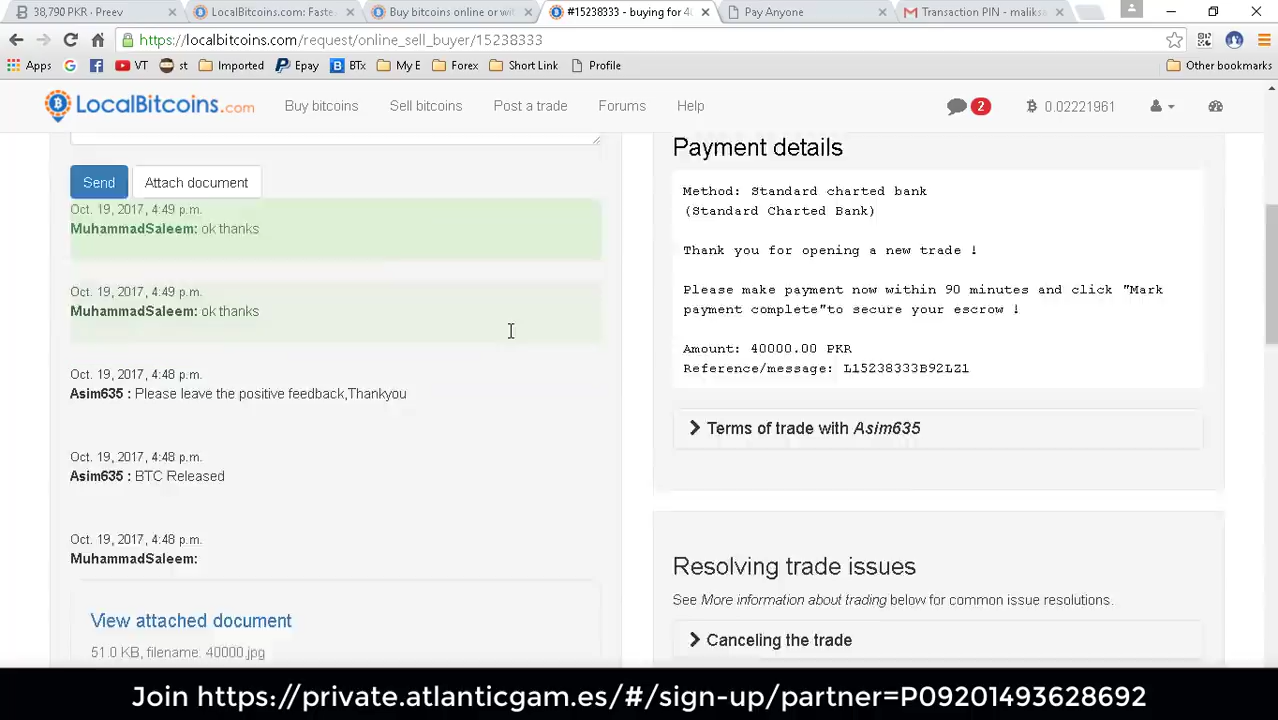 38,790 PKR - Preev
LocalBitcoins.com: Faste
Buy bitcoins online or wit
#15238333 - buying for 40
Pay Anyone
Transaction PIN - maliksa
https://localbitcoins.com/request/online_sell_buyer/15238333
Apps
VT
st
Imported
Epay
BTx
My E
Forex
Short Link
Profile
Other bookmarks
LocalBitcoins.com
Buy bitcoins
Sell bitcoins
Post a trade
Forums
Help
2
0.02221961
Send
Attach document
Oct. 19, 2017, 4:49 p.m.
MuhammadSaleem: ok thanks
Oct. 19, 2017, 4:49 p.m.
MuhammadSaleem: ok thanks
Oct. 19, 2017, 4:48 p.m.
Asim635 : Please leave the positive feedback,Thankyou
Oct. 19, 2017, 4:48 p.m.
Asim635 : BTC Released
Oct. 19, 2017, 4:48 p.m.
MuhammadSaleem:
View attached document
51.0 KB, filename: 40000.jpg
Payment details
Method: Standard charted bank
(Standard Charted Bank)
Thank you for opening a new trade !
Please make payment now within 90 minutes and click "Mark
payment complete"to secure your escrow !
Amount: 40000.00 PKR
Reference/message: L15238333B92LZ1
Terms of trade with Asim635
Resolving trade issues
See More information about trading below for common issue resolutions.
Canceling the trade
Join https://private.atlanticgam.es/#/sign-up/partner=P09201493628692